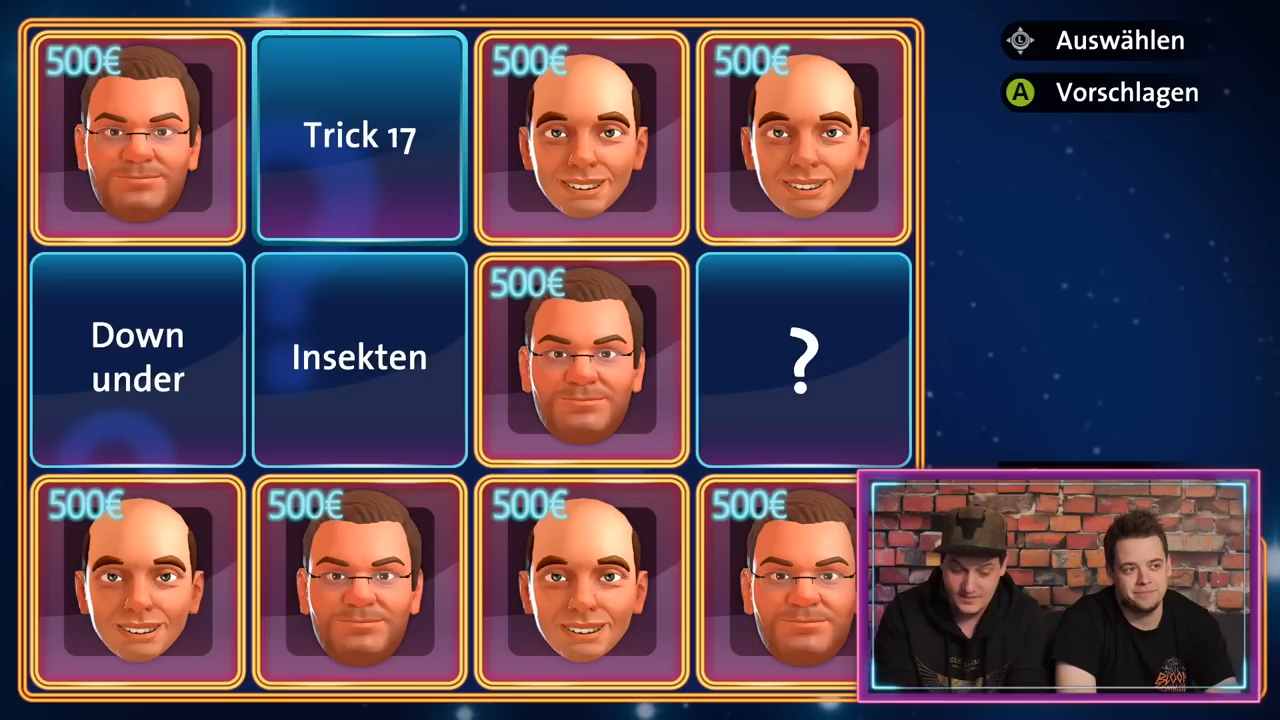 500€
Trick 17
500€
500€
Auswählen
A
Vorschlagen
Down
under
Insekten
500€
?
500€
500€
500€
500€